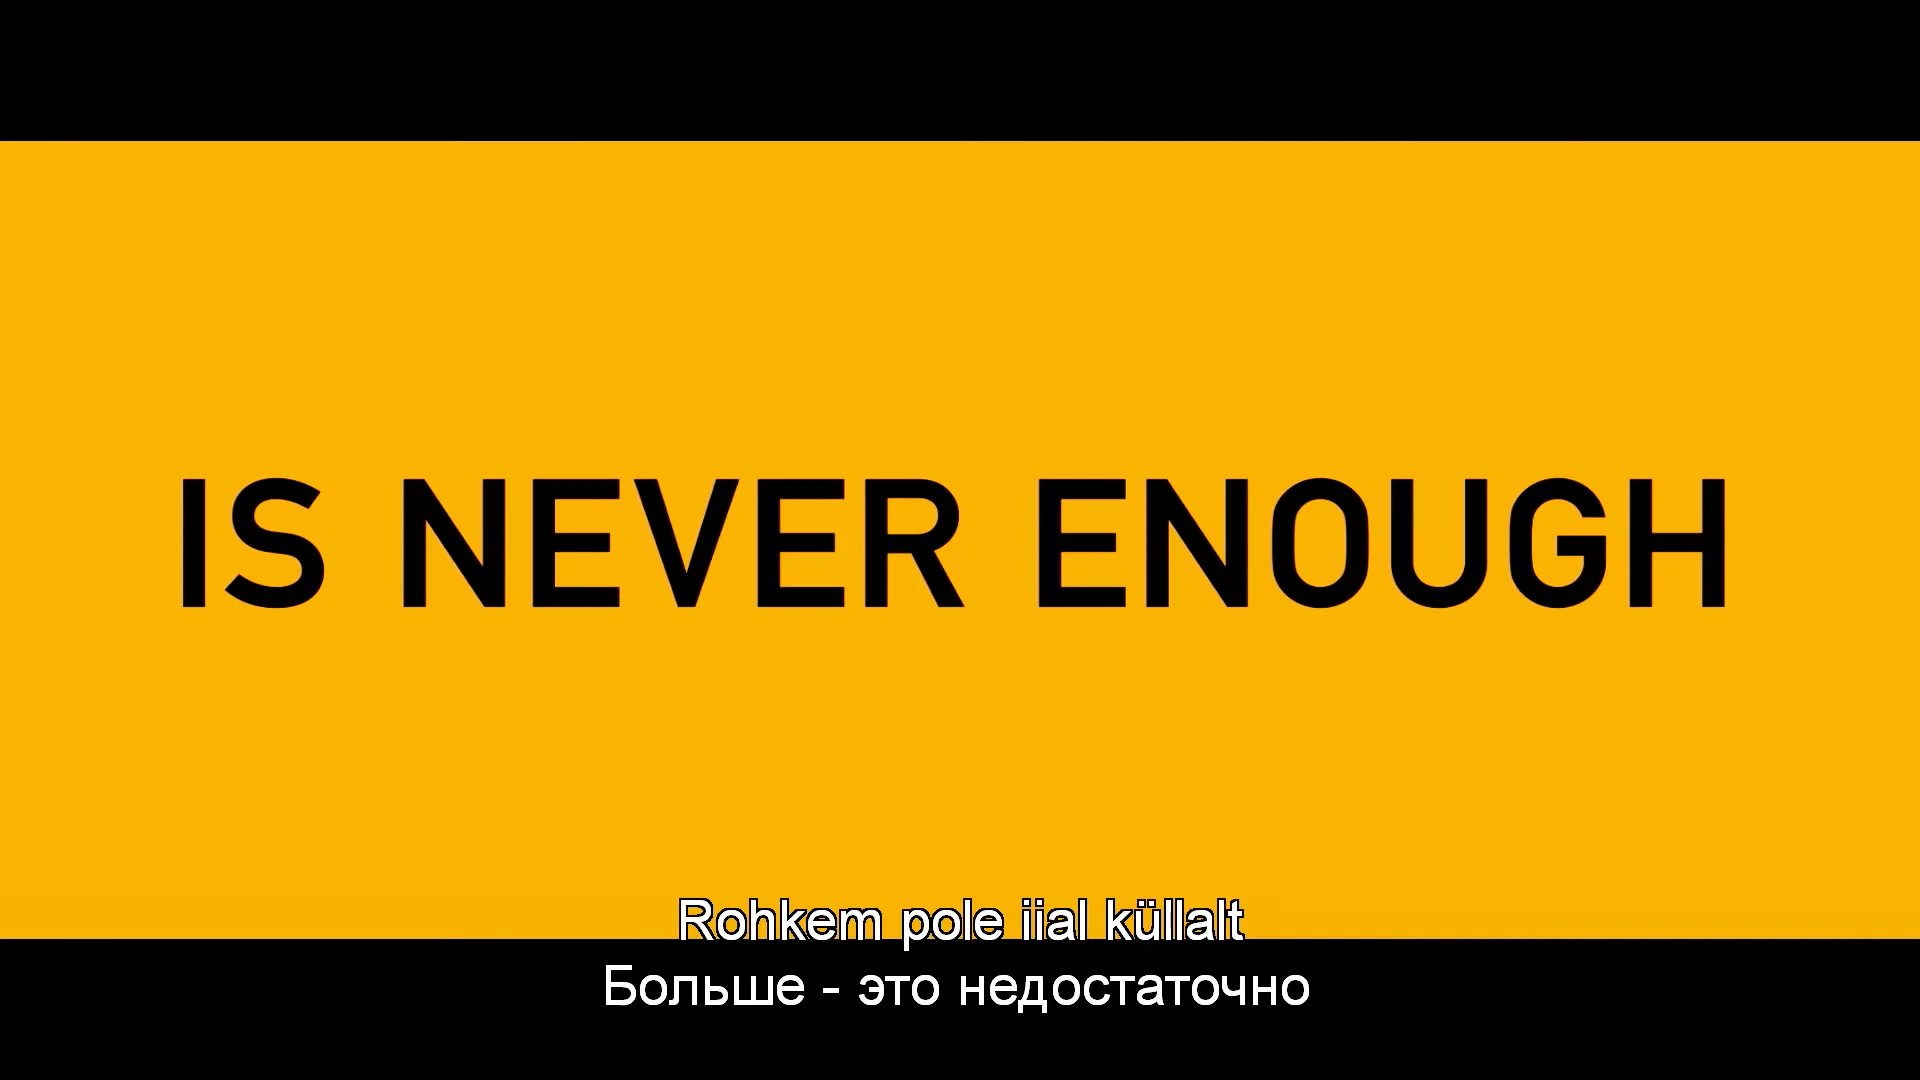 IS NEVER ENOUGH
Rohkem pole iial küllalt
Больше - это недостаточно